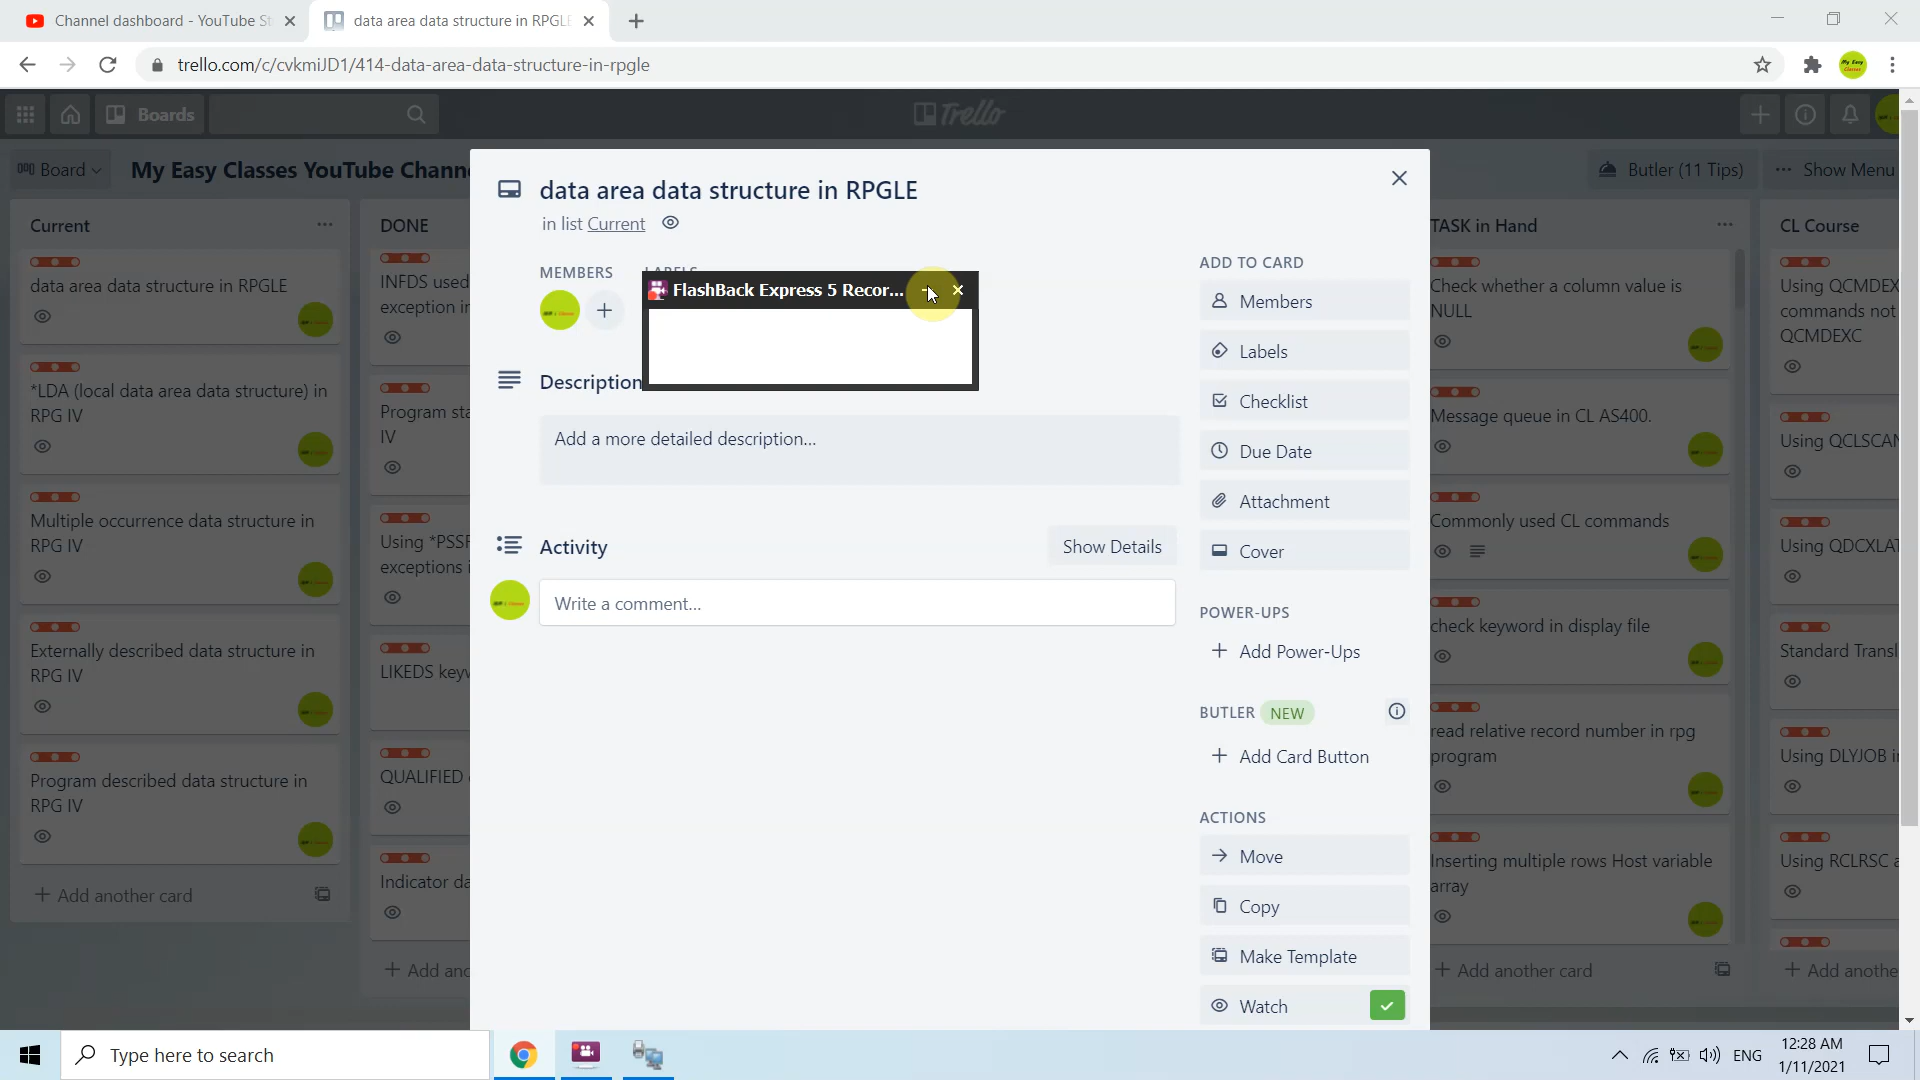 Channel dashboard - YouTube St
data area data structure in RPGLE
trello.com/c/cvkmiJD1/414-data-area-data-structure-in-rpgle
My Easy Classes
Boards
Trello
Board
My Easy Classes YouTube Chann
Butler (11 Tips)
Show Menu
Current
data area data structure in RPGLE
*LDA (local data area data structure) in
RPG IV
Multiple occurrence data structure in
RPG IV
Externally described data structure in
RPG IV
Program described data structure in
RPG IV
+ Add another card
DONE
INFDS used
exception in
Program sta
IV
Using *PSSR
exceptions i
LIKEDS keyw
QUALIFIED
Indicator da
data area data structure in RPGLE
in list Current
MEMBERS
LABELS
FlashBack Express 5 Recor...
Description
Add a more detailed description...
Activity
Show Details
Write a comment...
ADD TO CARD
Members
Labels
Checklist
Due Date
Attachment
Cover
POWER-UPS
+ Add Power-Ups
BUTLER NEW
+ Add Card Button
ACTIONS
Move
Copy
Make Template
Watch
TASK in Hand
Check whether a column value is
NULL
Message queue in CL AS400.
Commonly used CL commands
check keyword in display file
read relative record number in rpg
program
Inserting multiple rows Host variable
array
+ Add another card
CL Course
Using QCMDEX
commands not
QCMDEXC
Using QCLSCAN
Using QDCXLAT
Standard Transl
Using DLYJOB i
Using RCLRSC a
+ Add anothe
Type here to search
ENG
12:28 AM
1/11/2021